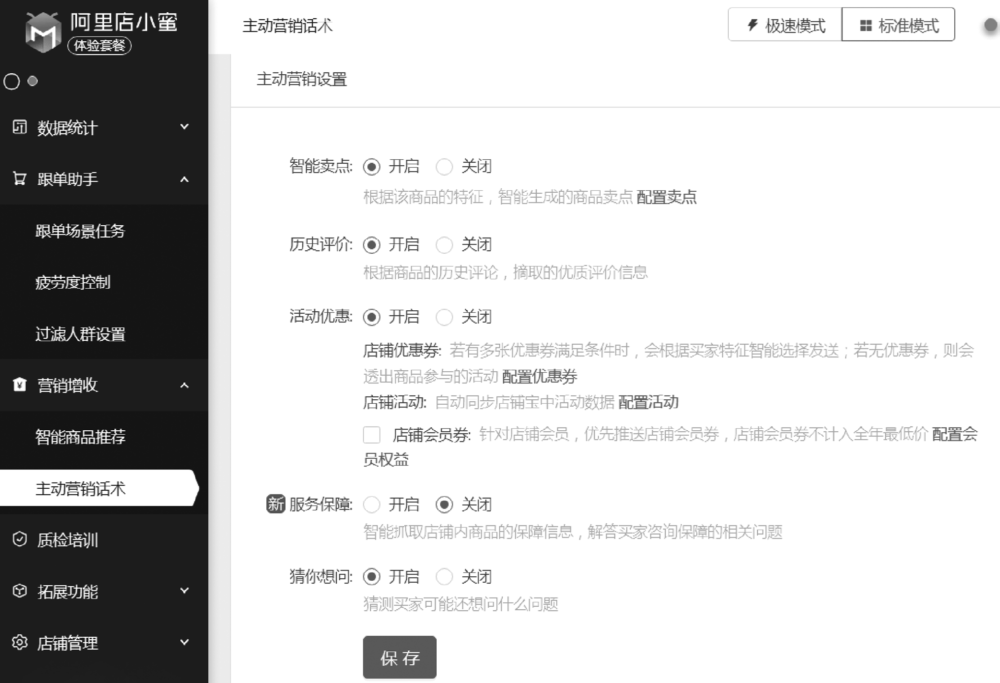 阿里店小蜜
体验套餐
数据统计
跟单助手
跟单场景任务
疲劳度控制
过滤人群设置
营销增收
智能商品推荐
主动营销话术
质检培训
拓展功能
店铺管理
主动营销话术
极速模式 标准模式
主动营销设置
智能卖点: 开启 关闭
根据该商品的特征，智能生成的商品卖点 配置卖点
历史评价: 开启 关闭
根据商品的历史评论，摘取的优质评价信息
活动优惠: 开启 关闭
店铺优惠券: 若有多张优惠券满足条件时，会根据买家特征智能选择发送；若无优惠券，则会
透出商品参与的活动 配置优惠券
店铺活动: 自动同步店铺宝中活动数据 配置活动
店铺会员券: 针对店铺会员，优先推送店铺会员券，店铺会员券不计入全年最低价 配置会
员权益
新 服务保障: 开启 关闭
智能抓取店铺内商品的保障信息，解答买家咨询保障的相关问题
猜你想问: 开启 关闭
猜测买家可能还想问什么问题
保 存